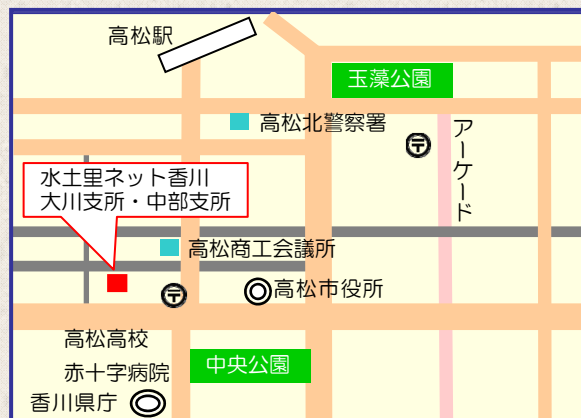 高松駅
玉藻公園
高松北警察署
〒
アーケード
水土里ネット香川
大川支所・中部支所
高松商工会議所
〒
高松市役所
高松高校
赤十字病院
中央公園
香川県庁